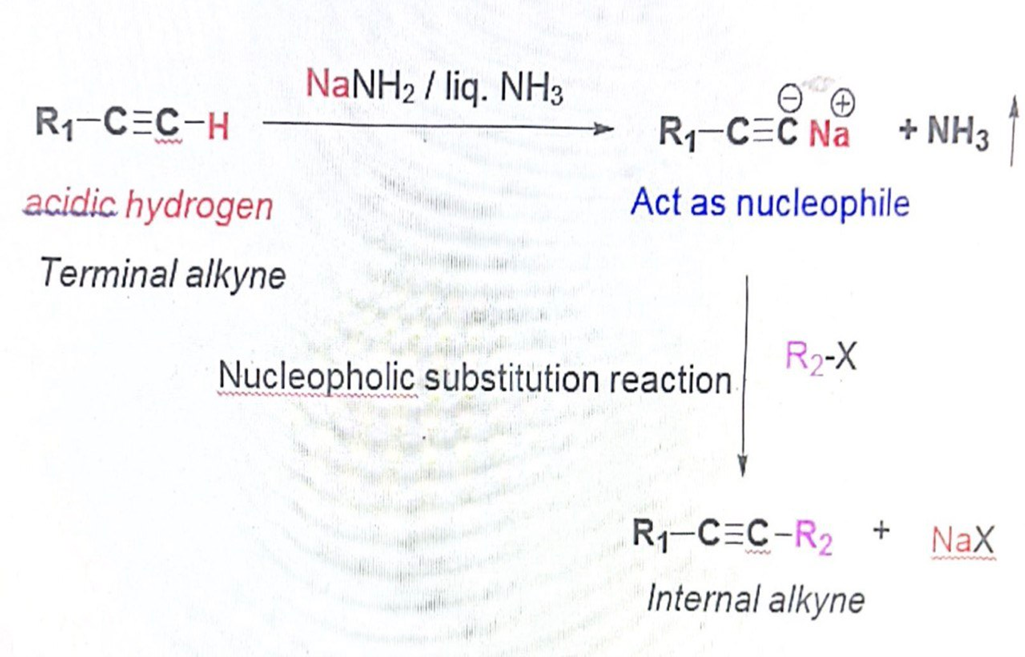 NaNH₂ / liq. NH₃
R₁–C≡C–H
R₁–C≡C⊖ Na⊕ + NH₃ ↑
acidic hydrogen
Act as nucleophile
Terminal alkyne
R₂-X
Nucleopholic substitution reaction
R₁–C≡C–R₂ + NaX
Internal alkyne